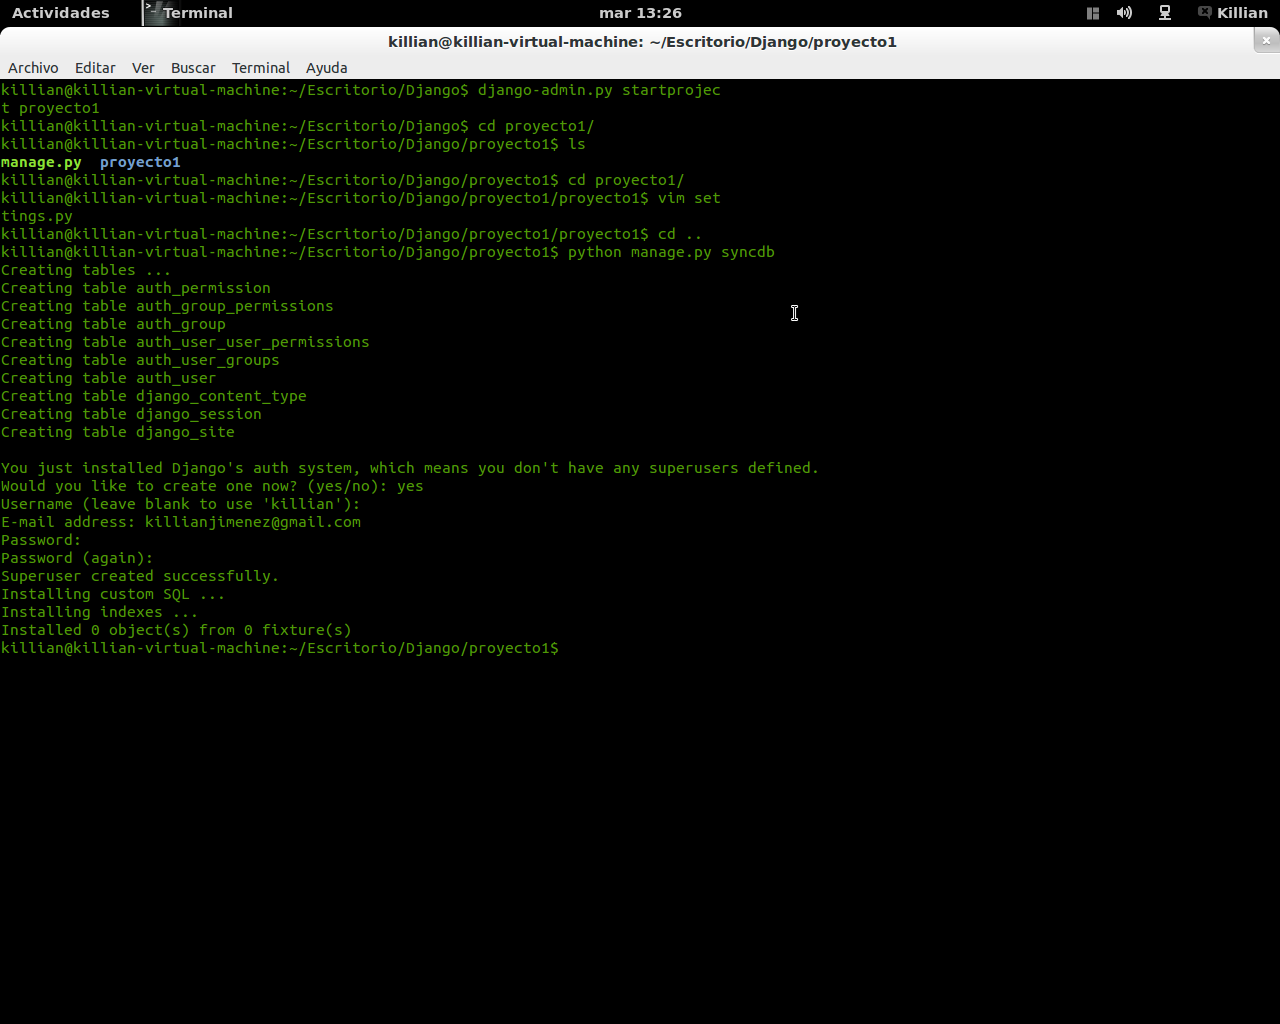 Actividades Terminal mar 13:26 Killian
killian@killian-virtual-machine: ~/Escritorio/Django/proyecto1
Archivo Editar Ver Buscar Terminal Ayuda
killian@killian-virtual-machine:~/Escritorio/Django$ django-admin.py startprojec
t proyecto1
killian@killian-virtual-machine:~/Escritorio/Django$ cd proyecto1/
killian@killian-virtual-machine:~/Escritorio/Django/proyecto1$ ls
manage.py  proyecto1
killian@killian-virtual-machine:~/Escritorio/Django/proyecto1$ cd proyecto1/
killian@killian-virtual-machine:~/Escritorio/Django/proyecto1/proyecto1$ vim set
tings.py
killian@killian-virtual-machine:~/Escritorio/Django/proyecto1/proyecto1$ cd ..
killian@killian-virtual-machine:~/Escritorio/Django/proyecto1$ python manage.py syncdb
Creating tables ...
Creating table auth_permission
Creating table auth_group_permissions
Creating table auth_group
Creating table auth_user_user_permissions
Creating table auth_user_groups
Creating table auth_user
Creating table django_content_type
Creating table django_session
Creating table django_site

You just installed Django's auth system, which means you don't have any superusers defined.
Would you like to create one now? (yes/no): yes
Username (leave blank to use 'killian'):
E-mail address: killianjimenez@gmail.com
Password:
Password (again):
Superuser created successfully.
Installing custom SQL ...
Installing indexes ...
Installed 0 object(s) from 0 fixture(s)
killian@killian-virtual-machine:~/Escritorio/Django/proyecto1$